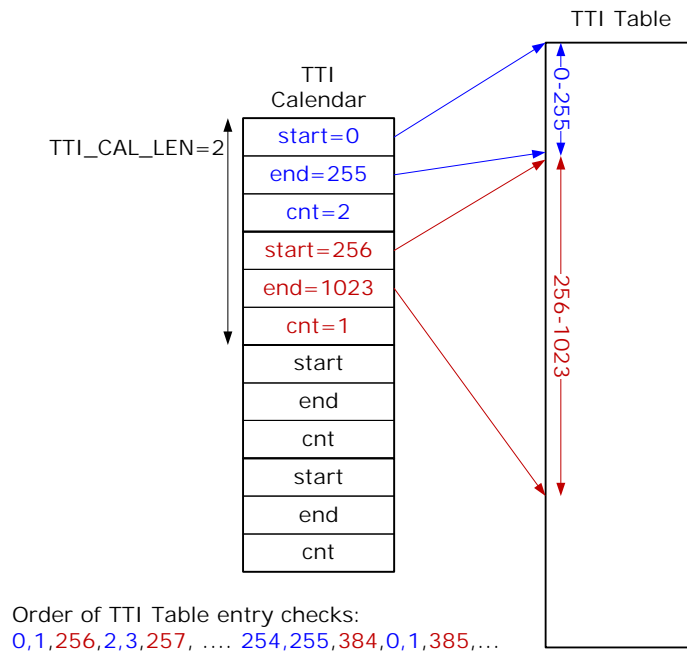 TTI Table
TTI
Calendar
TTI_CAL_LEN=2
start=0
end=255
cnt=2
start=256
end=1023
cnt=1
start
end
cnt
start
end
cnt
0-255
256-1023
Order of TTI Table entry checks:
0,1,256,2,3,257, .... 254,255,384,0,1,385,...